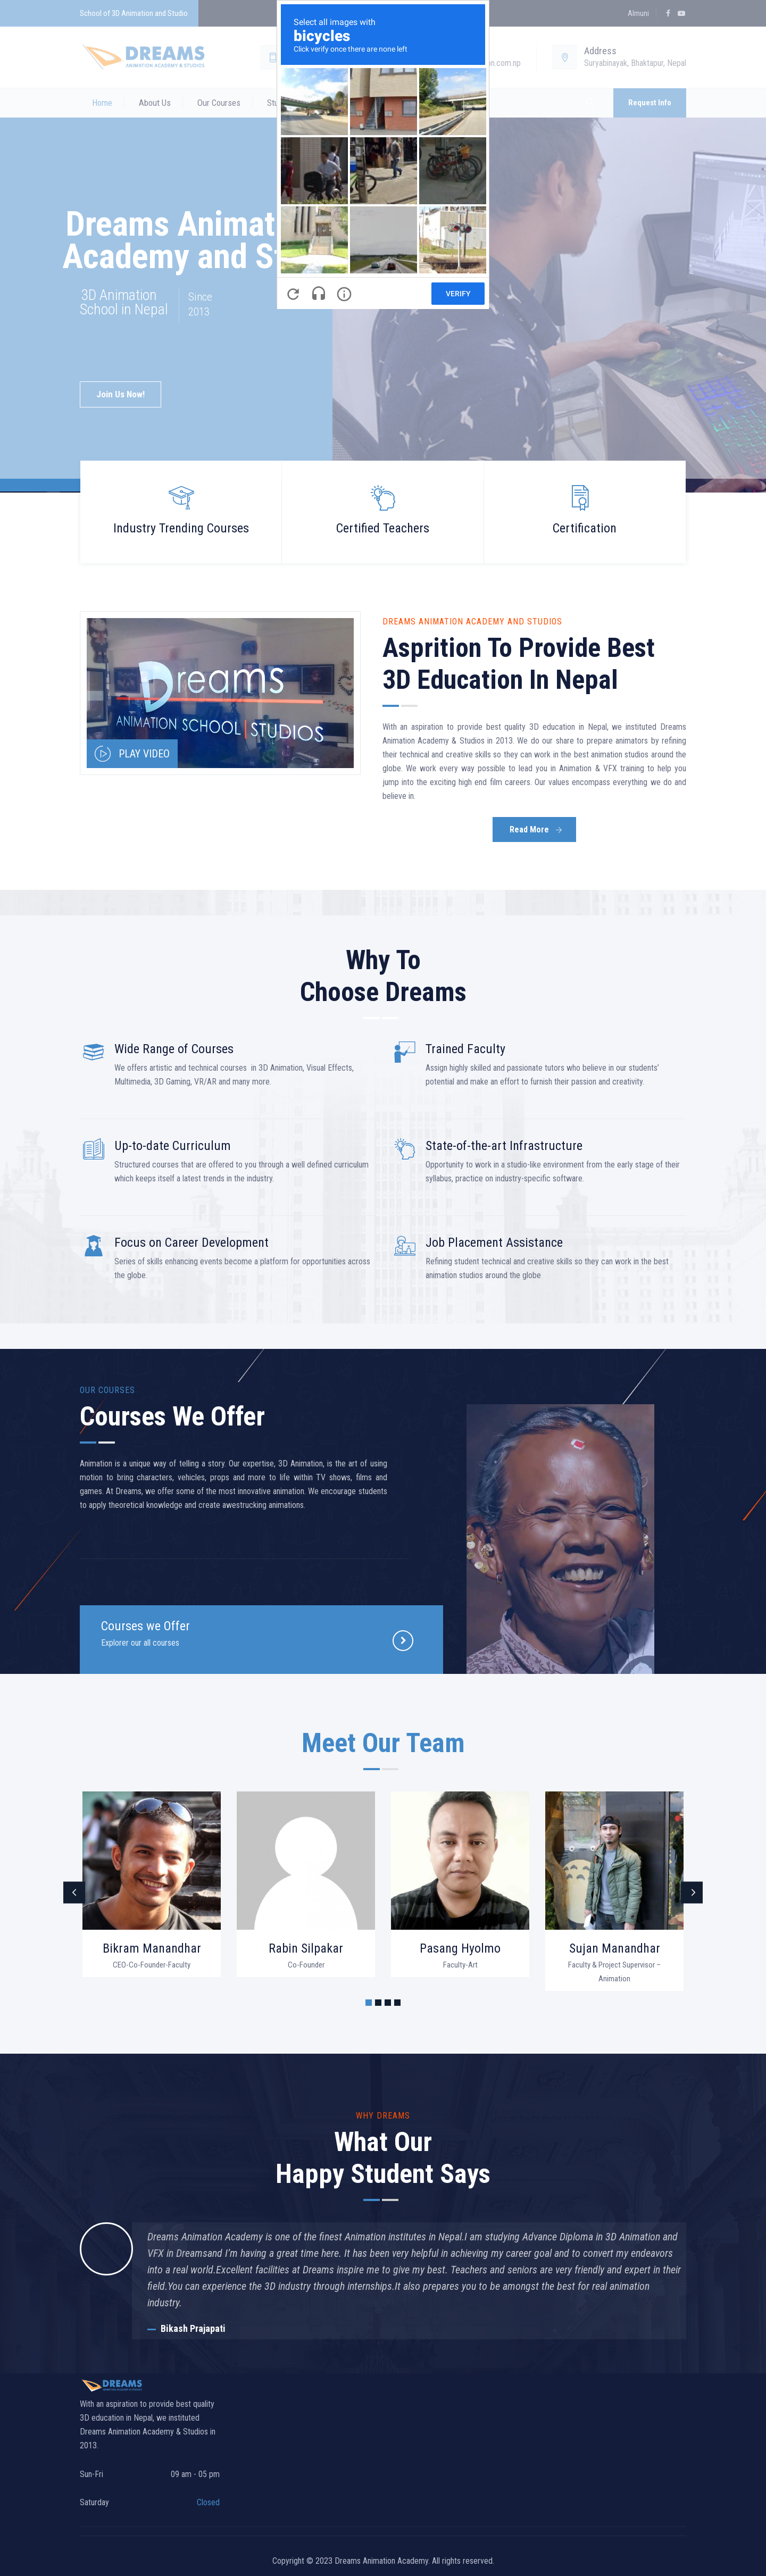 School of 3D Animation and Studio
Almuni
Select all images with
bicycles
Click verify once there are none left
VERIFY
DREAMS
ANIMATION ACADEMY & STUDIOS
Address
Suryabinayak, Bhaktapur, Nepal
Home
About Us
Our Courses
Request Info
Dreams
Academy and
3D Animation
School in Nepal
Since
2013
Join Us Now!
Industry Trending Courses
Certified Teachers
Certification
Dreams
ANIMATION SCHOOL | STUDIOS
PLAY VIDEO
DREAMS ANIMATION ACADEMY AND STUDIOS
Asprition To Provide Best
3D Education In Nepal
With an aspiration to provide best quality 3D education in Nepal, we instituted Dreams
Animation Academy & Studios in 2013. We do our share to prepare animators by refining
their technical and creative skills so they can work in the best animation studios around the
globe. We work every way possible to lead you in Animation & VFX training to help you
jump into the exciting high end film careers. Our values encompass everything we do and
believe in.
Read More
Why To
Choose Dreams
Wide Range of Courses
We offers artistic and technical courses in 3D Animation, Visual Effects,
Multimedia, 3D Gaming, VR/AR and many more.
Trained Faculty
Assign highly skilled and passionate tutors who believe in our students'
potential and make an effort to furnish their passion and creativity.
Up-to-date Curriculum
Structured courses that are offered to you through a well defined curriculum
which keeps itself a latest trends in the industry.
State-of-the-art Infrastructure
Opportunity to work in a studio-like environment from the early stage of their
syllabus, practice on industry-specific software.
Focus on Career Development
Series of skills enhancing events become a platform for opportunities across
the globe.
Job Placement Assistance
Refining student technical and creative skills so they can work in the best
animation studios around the globe
OUR COURSES
Courses We Offer
Animation is a unique way of telling a story. Our expertise, 3D Animation, is the art of using
motion to bring characters, vehicles, props and more to life within TV shows, films and
games. At Dreams, we offer some of the most innovative animation. We encourage students
to apply theoretical knowledge and create awestrucking animations.
Courses we Offer
Explorer our all courses
Meet Our Team
Bikram Manandhar
CEO-Co-Founder-Faculty
Rabin Silpakar
Co-Founder
Pasang Hyolmo
Faculty-Art
Sujan Manandhar
Faculty & Project Supervisor –
Animation
WHY DREAMS
What Our
Happy Student Says
Dreams Animation Academy is one of the finest Animation institutes in Nepal.I am studying Advance Diploma in 3D Animation and
VFX in Dreamsand I'm having a great time here. It has been very helpful in achieving my career goal and to convert my endeavors
into a real world.Excellent facilities at Dreams inspire me to give my best. Teachers and seniors are very friendly and expert in their
field.You can experience the 3D industry through internships.It also prepares you to be amongst the best for real animation
industry.
Bikash Prajapati
DREAMS
With an aspiration to provide best quality
3D education in Nepal, we instituted
Dreams Animation Academy & Studios in
2013.
Sun-Fri 09 am - 05 pm
Saturday Closed
Copyright © 2023 Dreams Animation Academy. All rights reserved.